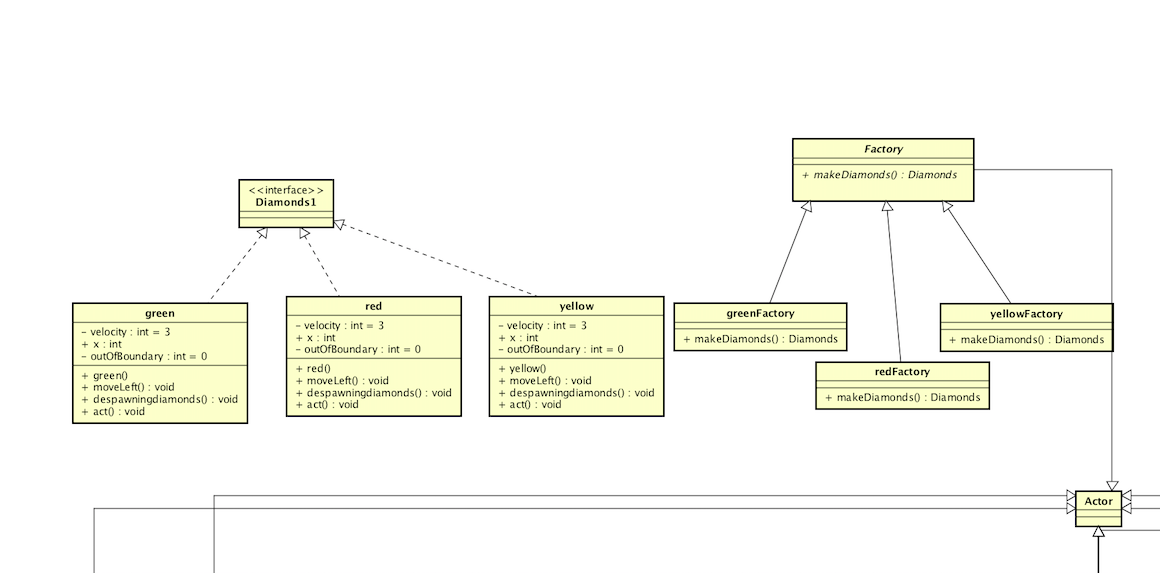 <<interface>>
Diamonds1
green
- velocity : int = 3
+ x : int
- outOfBoundary : int = 0
+ green()
+ moveLeft() : void
+ despawningdiamonds() : void
+ act() : void
red
- velocity : int = 3
+ x : int
- outOfBoundary : int = 0
+ red()
+ moveLeft() : void
+ despawningdiamonds() : void
+ act() : void
yellow
- velocity : int = 3
+ x : int
- outOfBoundary : int = 0
+ yellow()
+ moveLeft() : void
+ despawningdiamonds() : void
+ act() : void
Factory
+ makeDiamonds() : Diamonds
greenFactory
+ makeDiamonds() : Diamonds
redFactory
+ makeDiamonds() : Diamonds
yellowFactory
+ makeDiamonds() : Diamonds
Actor